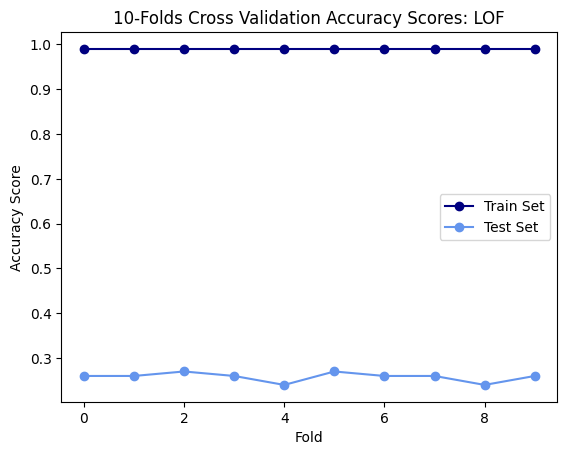 10-Folds Cross Validation Accuracy Scores: LOF
1.0
0.9
0.8
0.7
0.6
0.5
0.4
0.3
Accuracy Score
Train Set
Test Set
0 2 4 6 8
Fold